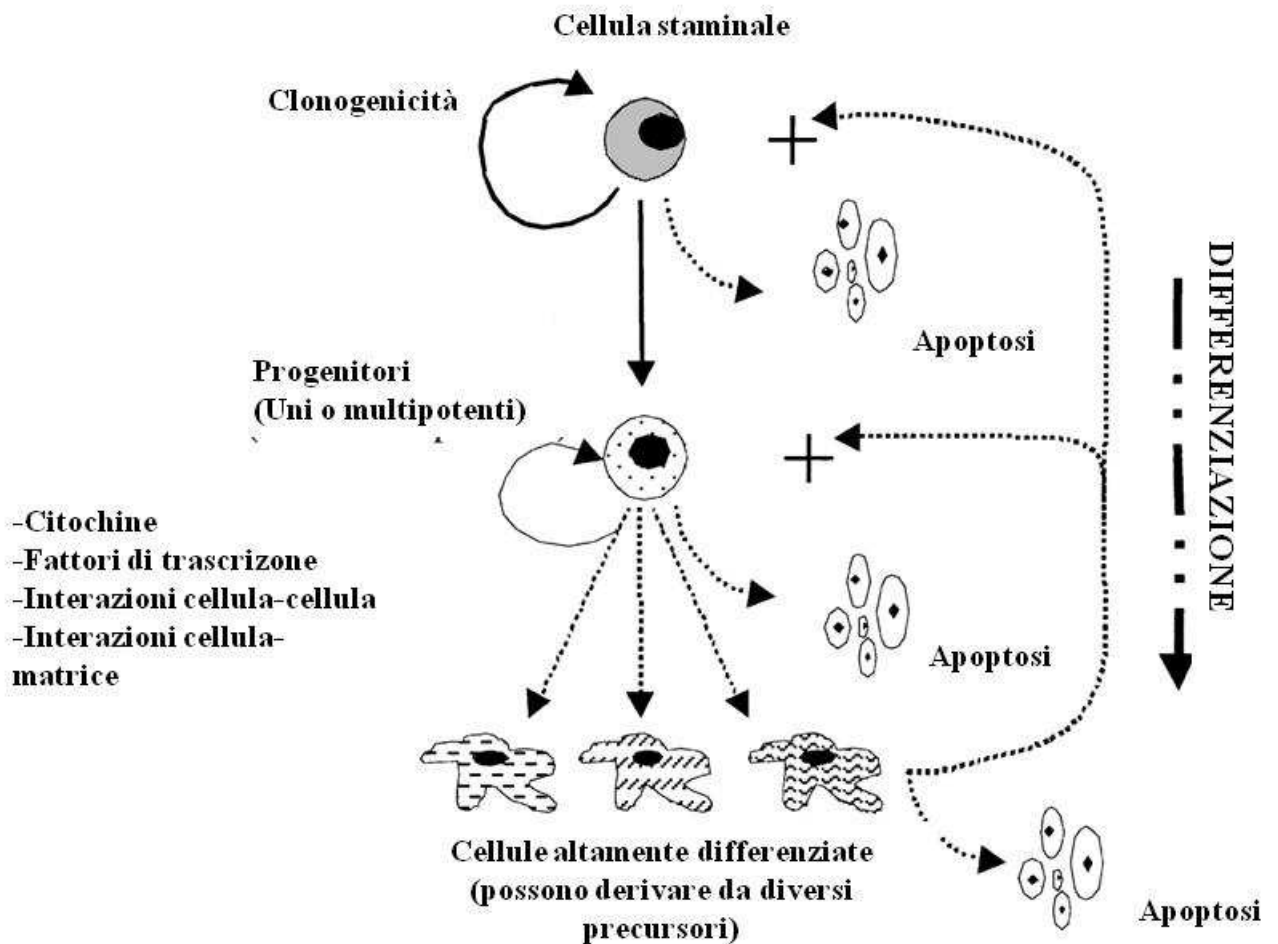 Cellula staminale
Clonogenicità
Apoptosi
DIFFERENZIAZIONE
Progenitori
(Uni o multipotenti)
-Citochine
-Fattori di trascrizone
-Interazioni cellula-cellula
-Interazioni cellula-
matrice
Apoptosi
Cellule altamente differenziate
(possono derivare da diversi
precursori)
Apoptosi